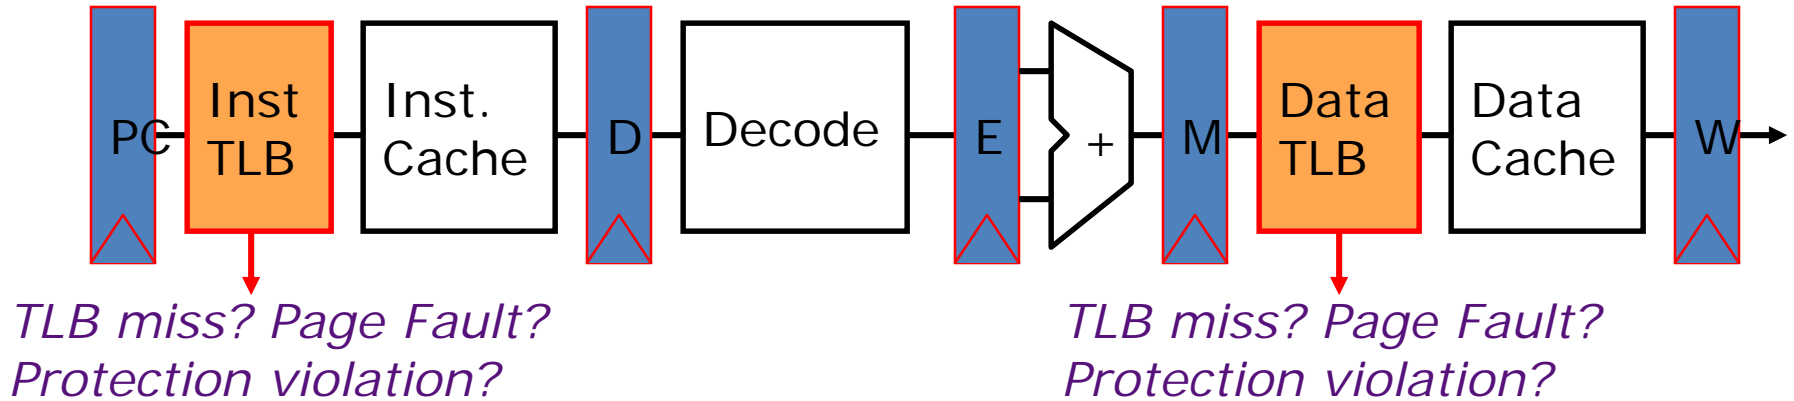 PC
Inst
TLB
Inst.
Cache
D
Decode
E
+
M
Data
TLB
Data
Cache
W
TLB miss? Page Fault?
Protection violation?
TLB miss? Page Fault?
Protection violation?